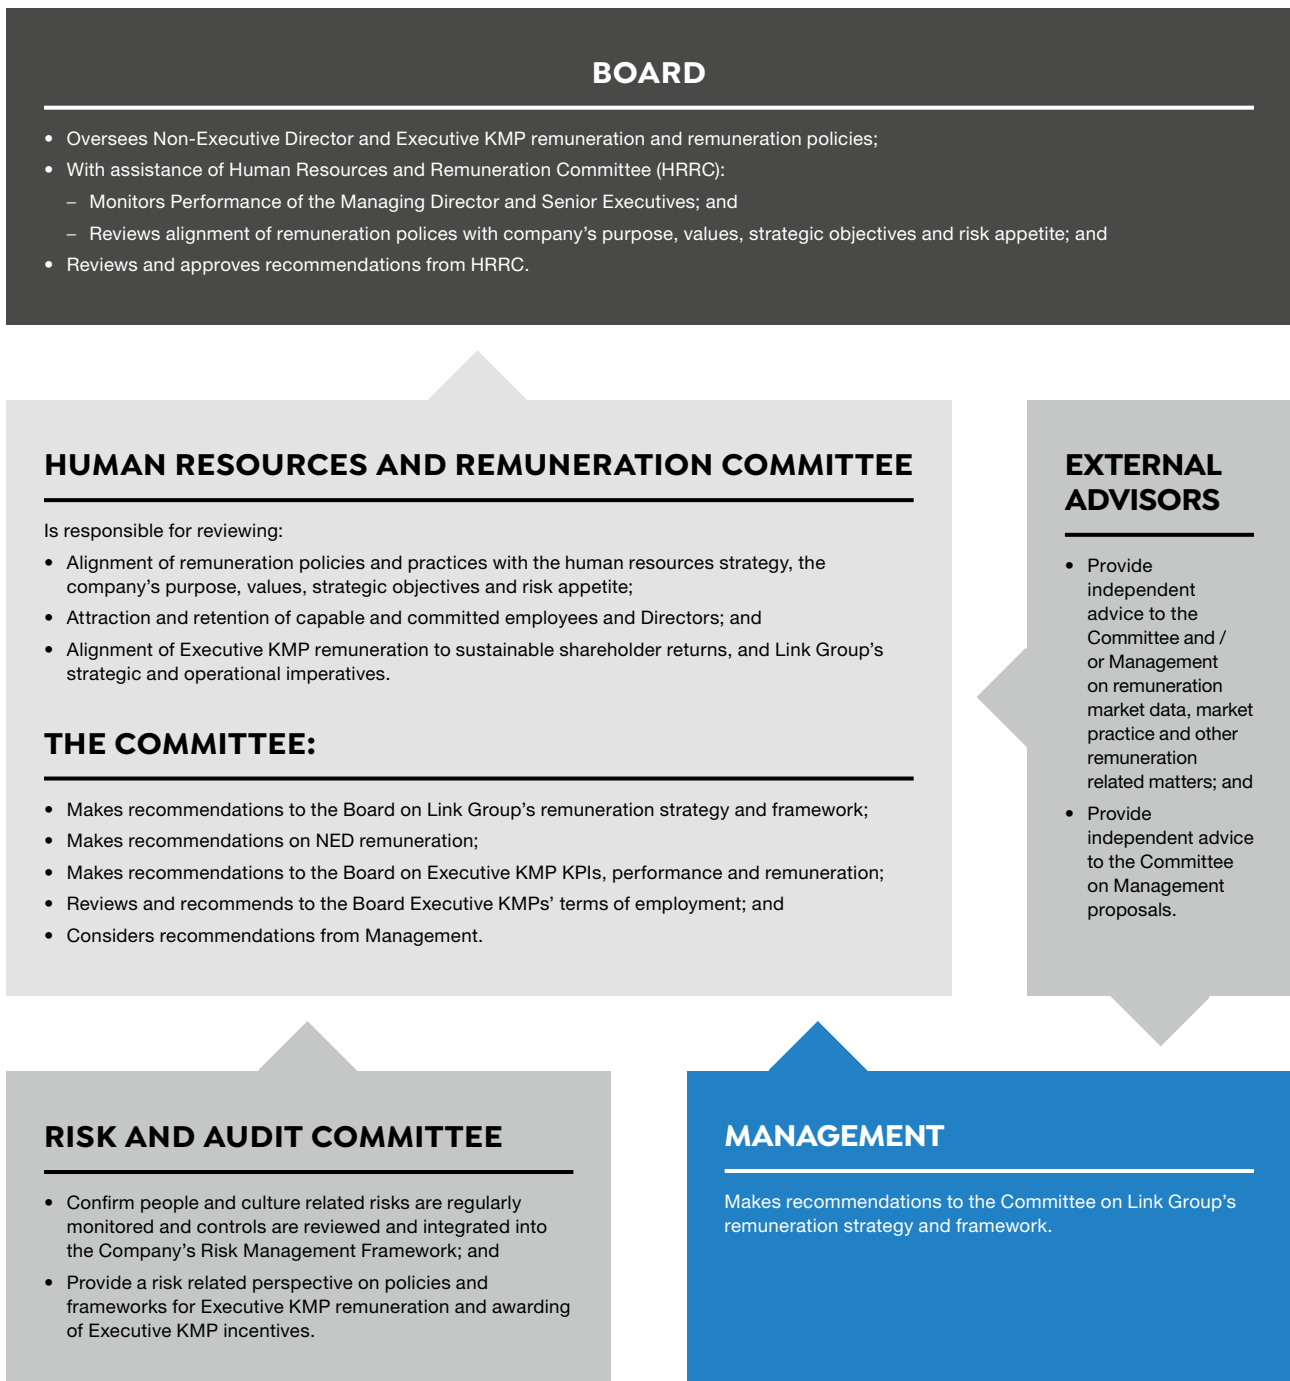 BOARD
• Oversees Non-Executive Director and Executive KMP remuneration and remuneration policies;
• With assistance of Human Resources and Remuneration Committee (HRRC):
– Monitors Performance of the Managing Director and Senior Executives; and
– Reviews alignment of remuneration polices with company’s purpose, values, strategic objectives and risk appetite; and
• Reviews and approves recommendations from HRRC.
HUMAN RESOURCES AND REMUNERATION COMMITTEE
Is responsible for reviewing:
• Alignment of remuneration policies and practices with the human resources strategy, the
company’s purpose, values, strategic objectives and risk appetite;
• Attraction and retention of capable and committed employees and Directors; and
• Alignment of Executive KMP remuneration to sustainable shareholder returns, and Link Group’s
strategic and operational imperatives.
THE COMMITTEE:
• Makes recommendations to the Board on Link Group’s remuneration strategy and framework;
• Makes recommendations on NED remuneration;
• Makes recommendations to the Board on Executive KMP KPIs, performance and remuneration;
• Reviews and recommends to the Board Executive KMPs’ terms of employment; and
• Considers recommendations from Management.
EXTERNAL
ADVISORS
• Provide
independent
advice to the
Committee and /
or Management
on remuneration
market data, market
practice and other
remuneration
related matters; and
• Provide
independent advice
to the Committee
on Management
proposals.
RISK AND AUDIT COMMITTEE
• Confirm people and culture related risks are regularly
monitored and controls are reviewed and integrated into
the Company’s Risk Management Framework; and
• Provide a risk related perspective on policies and
frameworks for Executive KMP remuneration and awarding
of Executive KMP incentives.
MANAGEMENT
Makes recommendations to the Committee on Link Group’s
remuneration strategy and framework.